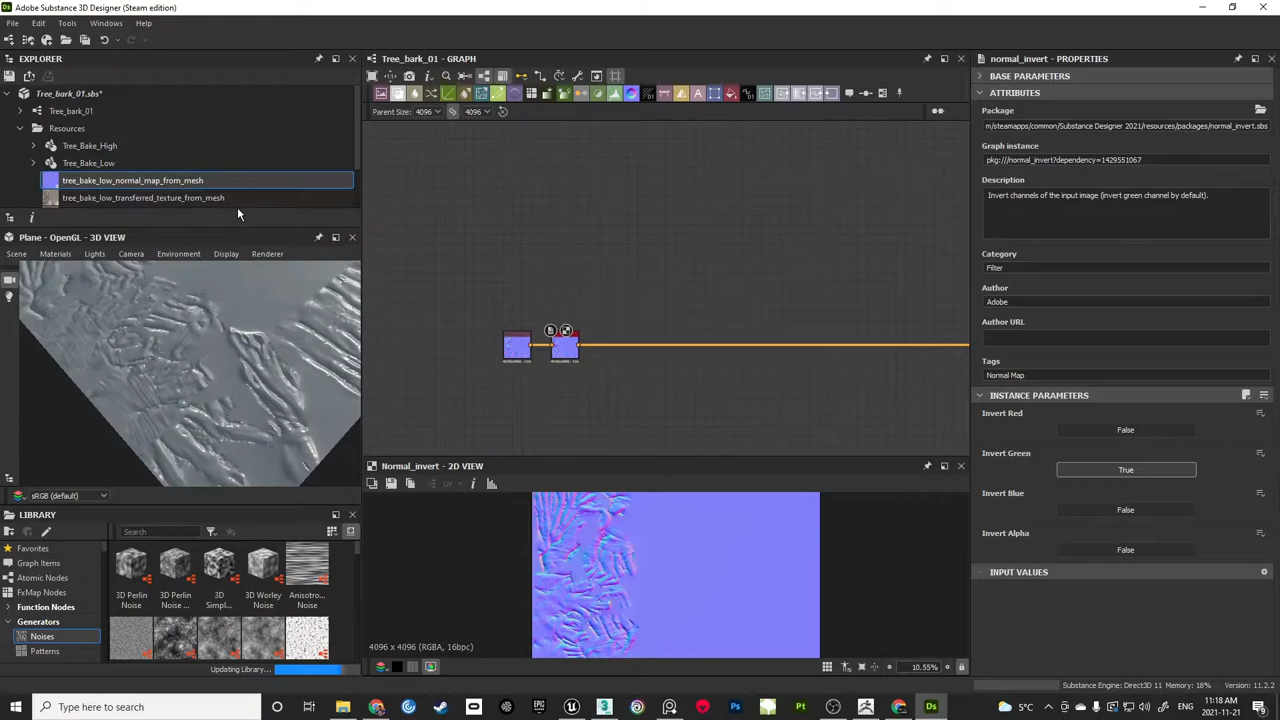 Adobe Substance 3D Designer (Steam edition)
File Edit Tools Windows Help
EXPLORER
Tree_bark_01.sbs*
Tree_bark_01
Resources
Tree_Bake_High
Tree_Bake_Low
tree_bake_low_normal_map_from_mesh
tree_bake_low_transferred_texture_from_mesh
Plane - OpenGL - 3D VIEW
Scene Materials Lights Camera Environment Display Renderer
sRGB (default)
LIBRARY
Search
Favorites
Graph Items
Atomic Nodes
FxMap Nodes
Function Nodes
Generators
Noises
Patterns
3D Perlin Noise
3D Perlin Noise ...
3D Simpl... Noise
3D Worley Noise
Anisotro... Noise
Updating Library...
Tree_bark_01 - GRAPH
Parent Size: 4096 4096
Normal_invert - 2D VIEW
UV
4096 x 4096 (RGBA, 16bpc)
10.55%
normal_invert - PROPERTIES
BASE PARAMETERS
ATTRIBUTES
Package
m/steamapps/common/Substance Designer 2021/resources/packages/normal_invert.sbs
Graph instance
pkg:///normal_invert?dependency=1429551067
Description
Invert channels of the input image (invert green channel by default).
Category
Filter
Author
Adobe
Author URL
Tags
Normal Map
INSTANCE PARAMETERS
Invert Red
False
Invert Green
True
Invert Blue
False
Invert Alpha
False
INPUT VALUES
Substance Engine: Direct3D 11 Memory: 18% Version: 11.2.2
Type here to search
5°C
11:18 AM
2021-11-21